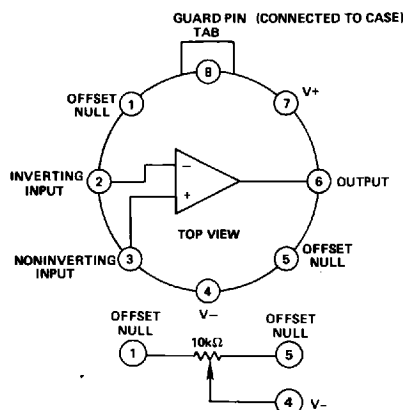 GUARD PIN (CONNECTED TO CASE)
TAB
8
OFFSET
NULL
1
7
V+
INVERTING
INPUT
2
−
+
6
OUTPUT
TOP VIEW
NONINVERTING
INPUT
3
4
V−
5
OFFSET
NULL
OFFSET
NULL
OFFSET
NULL
1
10kΩ
5
4
V−